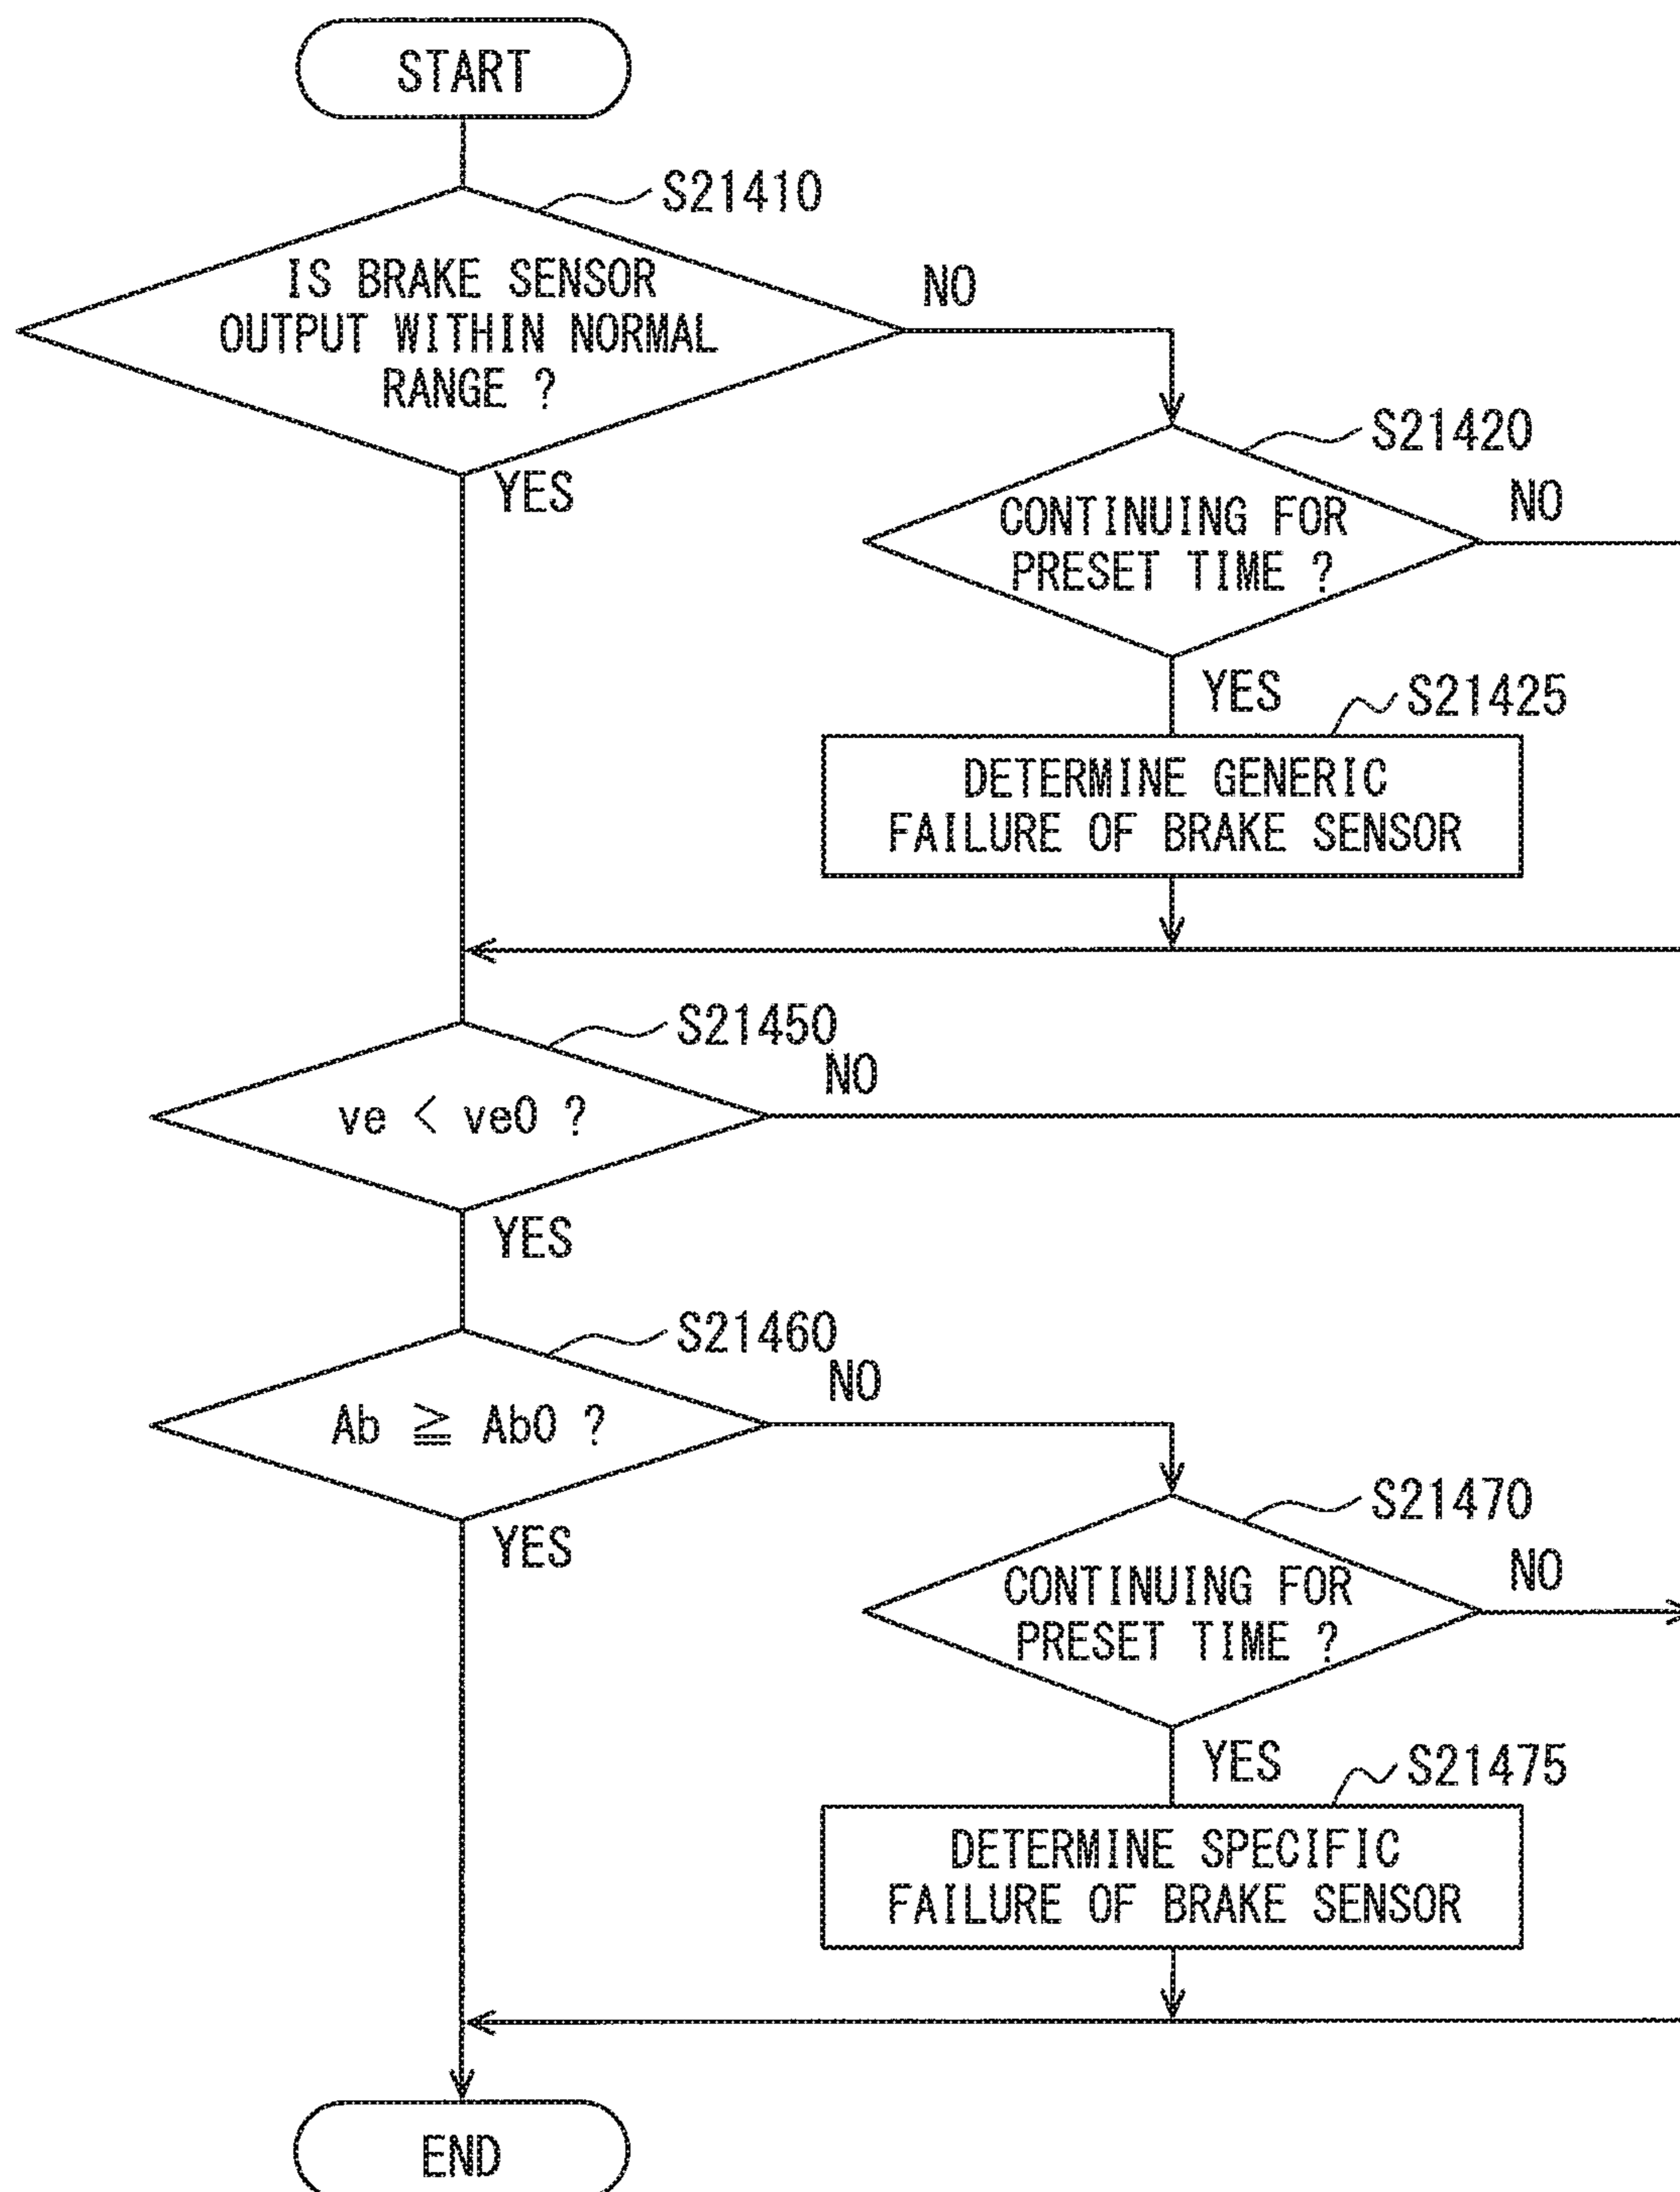 START
S21410
IS BRAKE SENSOR
OUTPUT WITHIN NORMAL
RANGE ?
NO
YES
S21420
CONTINUING FOR
PRESET TIME ?
NO
YES
S21425
DETERMINE GENERIC
FAILURE OF BRAKE SENSOR
S21450
ve < ve0 ?
NO
YES
S21460
Ab ≧ Ab0 ?
NO
YES
S21470
CONTINUING FOR
PRESET TIME ?
NO
YES
S21475
DETERMINE SPECIFIC
FAILURE OF BRAKE SENSOR
END